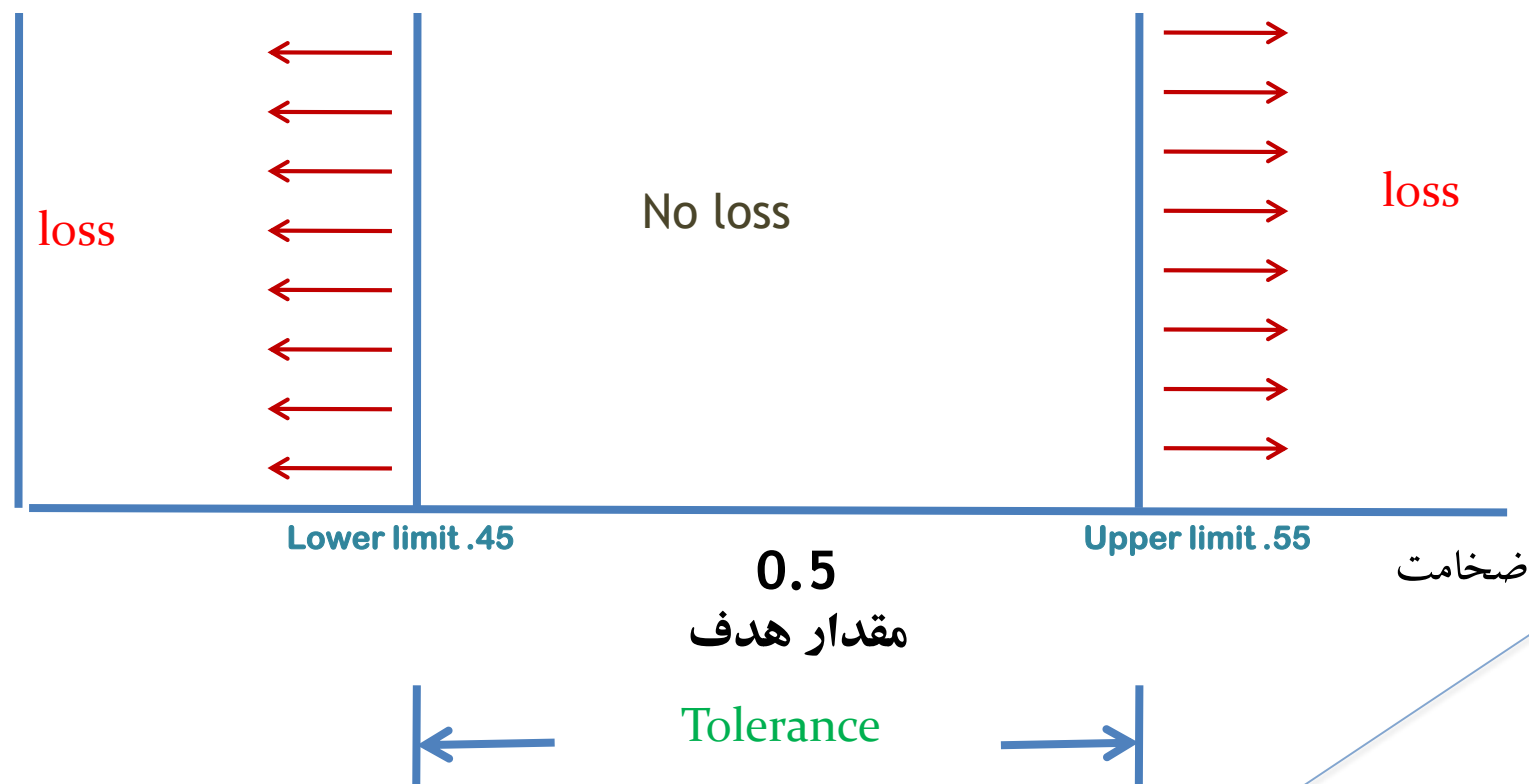 loss
No loss
loss
Lower limit .45
Upper limit .55
0.5
مقدار هدف
ضخامت
Tolerance